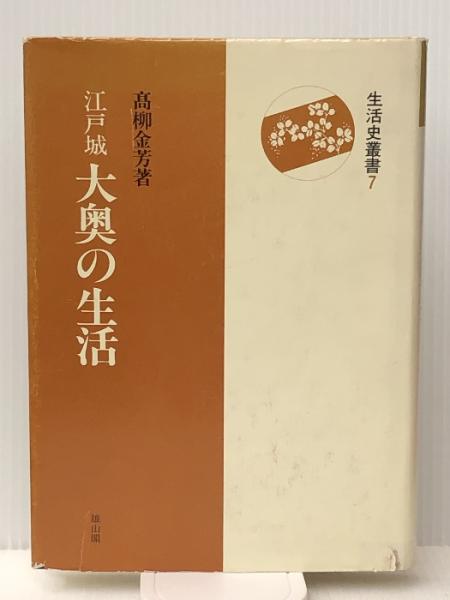 生活史叢書7
髙柳金芳著
江戸城 大奥の生活
雄山閣